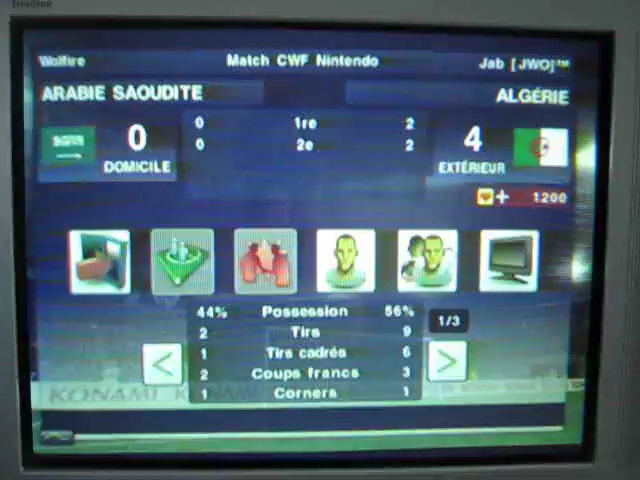 Wolfire Match CWF Nintendo Jab [JWO]™
ARABIE SAOUDITE ALGÉRIE
0 0 1re 2 4
0 2e 2
DOMICILE EXTÉRIEUR
+ 1200
44% Possession 56%
1/3
2 Tirs 9
1 Tirs cadrés 6
< >
2 Coups francs 3
1 Corners 1
KONAMI